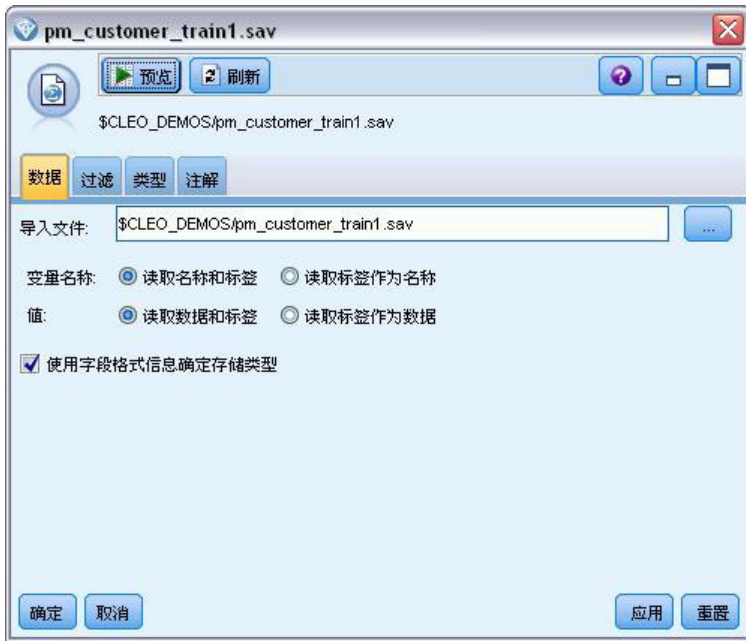 pm_customer_train1.sav
预览 刷新
$CLEO_DEMOS/pm_customer_train1.sav
数据 过滤 类型 注解
导入文件: $CLEO_DEMOS/pm_customer_train1.sav ...
变量名称: 读取名称和标签 读取标签作为名称
值: 读取数据和标签 读取标签作为数据
使用字段格式信息确定存储类型
确定 取消 应用 重置